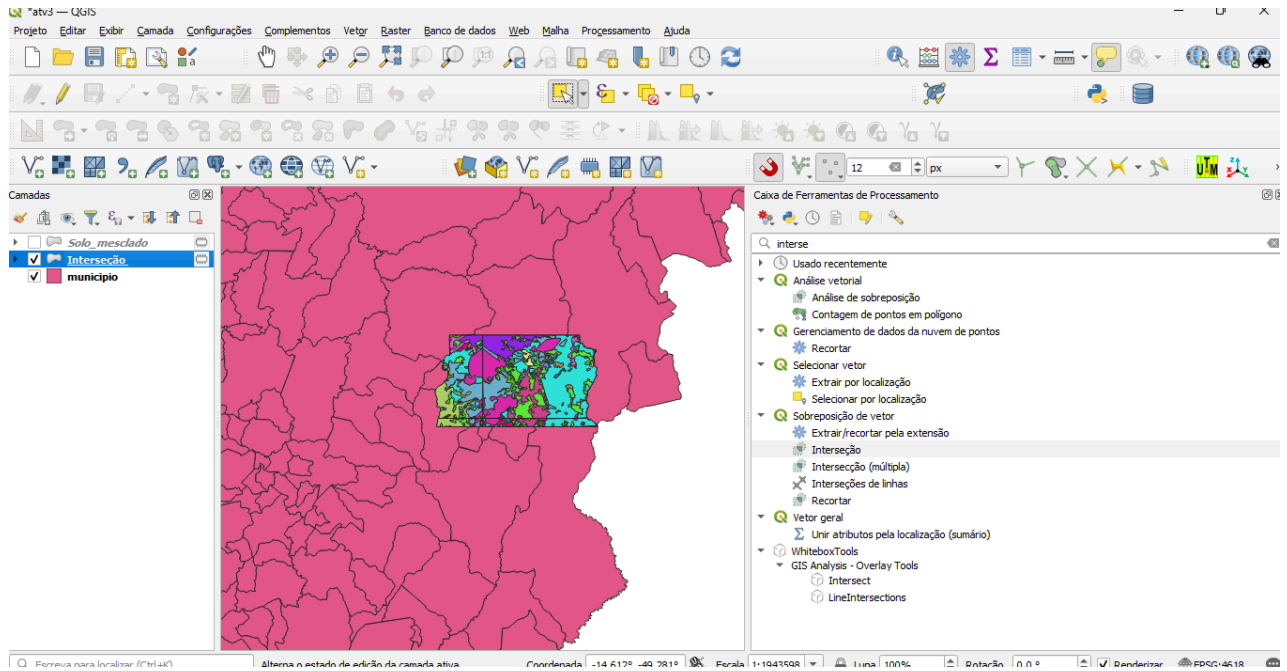 *atv3 — QGIS
Projeto Editar Exibir Camada Configurações Complementos Vetor Raster Banco de dados Web Malha Processamento Ajuda
12 px
UTM
Camadas
Caixa de Ferramentas de Processamento
Solo_mesclado
Interseção
municipio
interse
Usado recentemente
Análise vetorial
Análise de sobreposição
Contagem de pontos em polígono
Gerenciamento de dados da nuvem de pontos
Recortar
Selecionar vetor
Extrair por localização
Selecionar por localização
Sobreposição de vetor
Extrair/recortar pela extensão
Interseção
Intersecção (múltipla)
Interseções de linhas
Recortar
Vetor geral
Unir atributos pela localização (sumário)
WhiteboxTools
GIS Analysis - Overlay Tools
Intersect
LineIntersections
Escreva para localizar (Ctrl+K) Alterna o estado de edição da camada ativa Coordenada -14.612° -49.281° Escala 1:1943598 Lupa 100% Rotação 0,0 ° Renderizar EPSG:4618